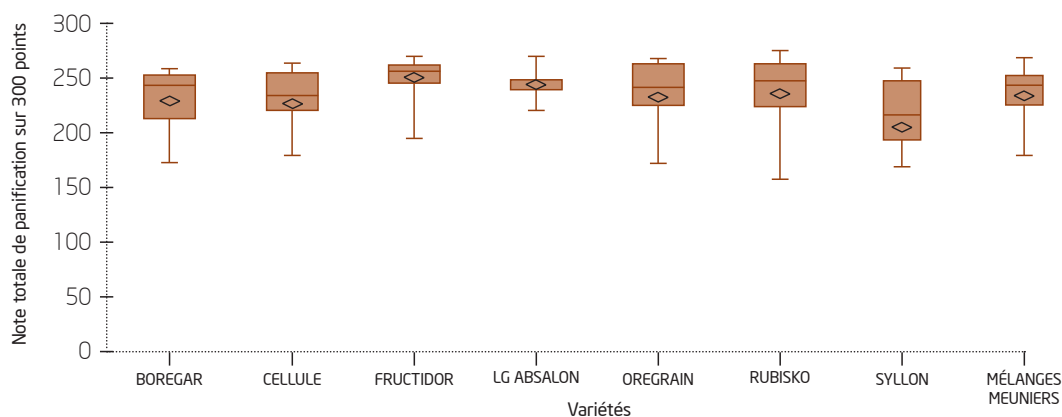 Note totale de panification sur 300 points
300
250
200
150
100
50
0
BOREGAR CELLULE FRUCTIDOR LG ABSALON OREGRAIN RUBISKO SYLLON MÉLANGES
MEUNIERS
Variétés